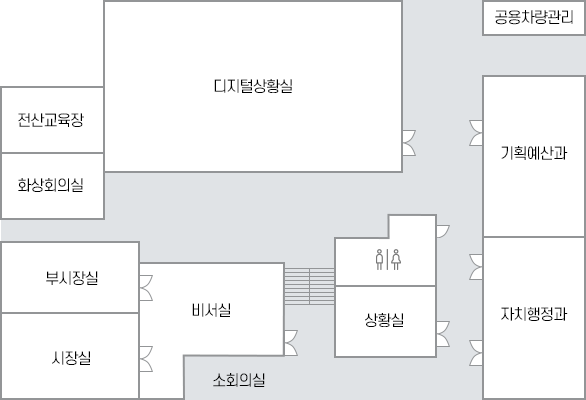 공용차량관리
디지털상황실
전산교육장
기획예산과
화상회의실
부시장실
비서실
상황실
자치행정과
시장실
소회의실